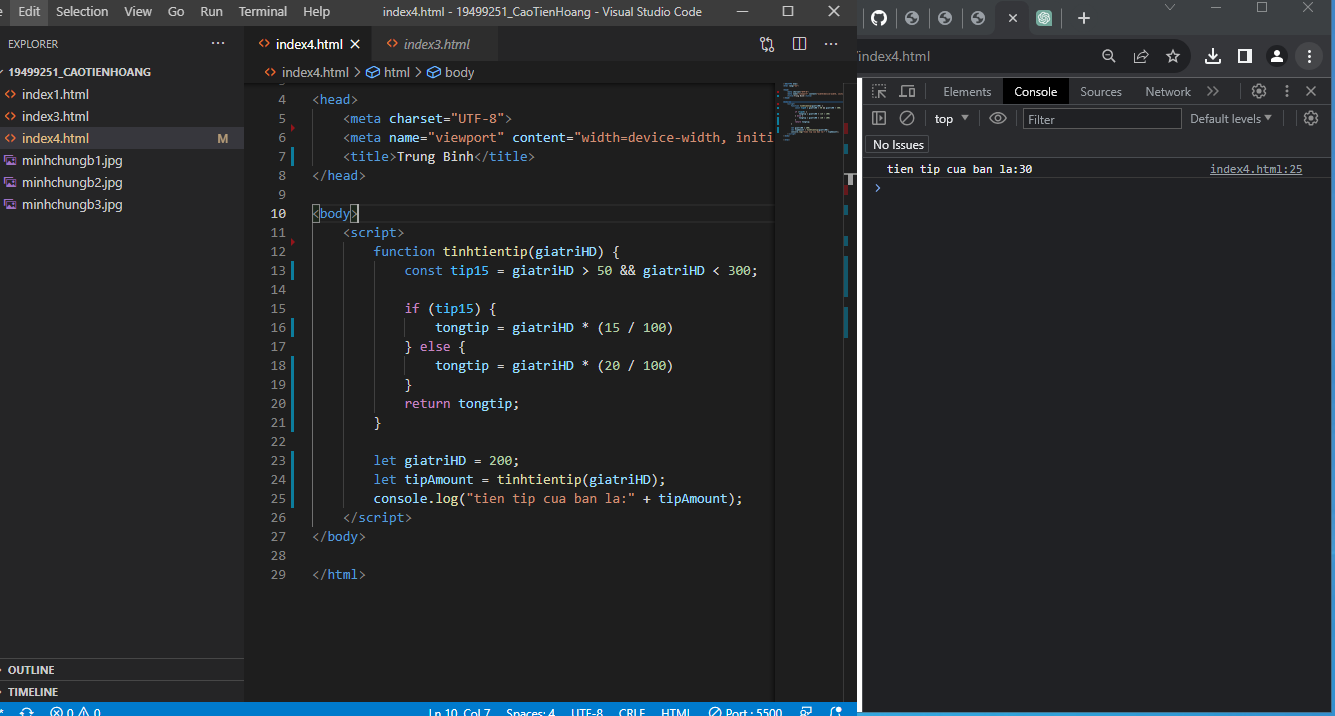 Edit Selection View Go Run Terminal Help index4.html - 19499251_CaoTienHoang - Visual Studio Code
EXPLORER
19499251_CAOTIENHOANG
index1.html
index3.html
index4.html M
minhchungb1.jpg
minhchungb2.jpg
minhchungb3.jpg
OUTLINE
TIMELINE
index4.html index3.html
index4.html > html > body
4 <head>
5 <meta charset="UTF-8">
6 <meta name="viewport" content="width=device-width, initi
7 <title>Trung Binh</title>
8 </head>
9
10 <body>
11 <script>
12 function tinhtientip(giatriHD) {
13 const tip15 = giatriHD > 50 && giatriHD < 300;
14
15 if (tip15) {
16 tongtip = giatriHD * (15 / 100)
17 } else {
18 tongtip = giatriHD * (20 / 100)
19 }
20 return tongtip;
21 }
22
23 let giatriHD = 200;
24 let tipAmount = tinhtientip(giatriHD);
25 console.log("tien tip cua ban la:" + tipAmount);
26 </script>
27 </body>
28
29 </html>
0 0 Ln 10, Col 7 Spaces: 4 UTF-8 CRLF HTML Port : 5500
/index4.html
Elements Console Sources Network
top Filter Default levels
No Issues
tien tip cua ban la:30 index4.html:25